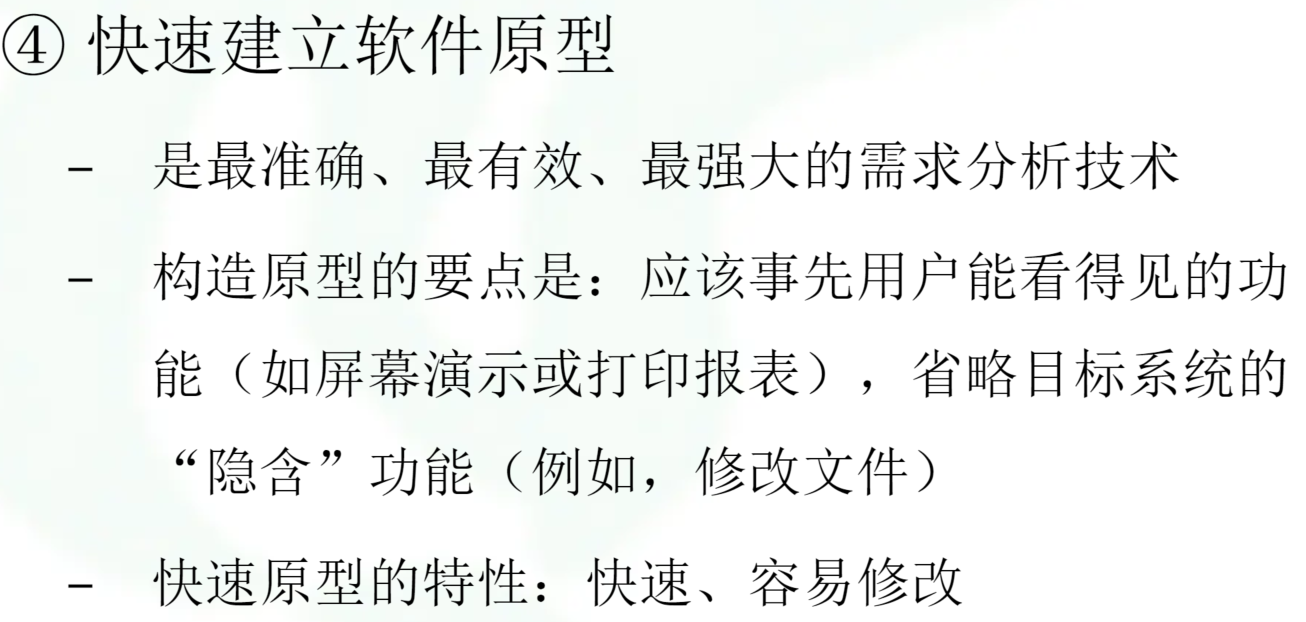 ④ 快速建立软件原型
– 是最准确、最有效、最强大的需求分析技术
– 构造原型的要点是：应该事先用户能看得见的功
能（如屏幕演示或打印报表），省略目标系统的
“隐含”功能（例如，修改文件）
– 快速原型的特性：快速、容易修改